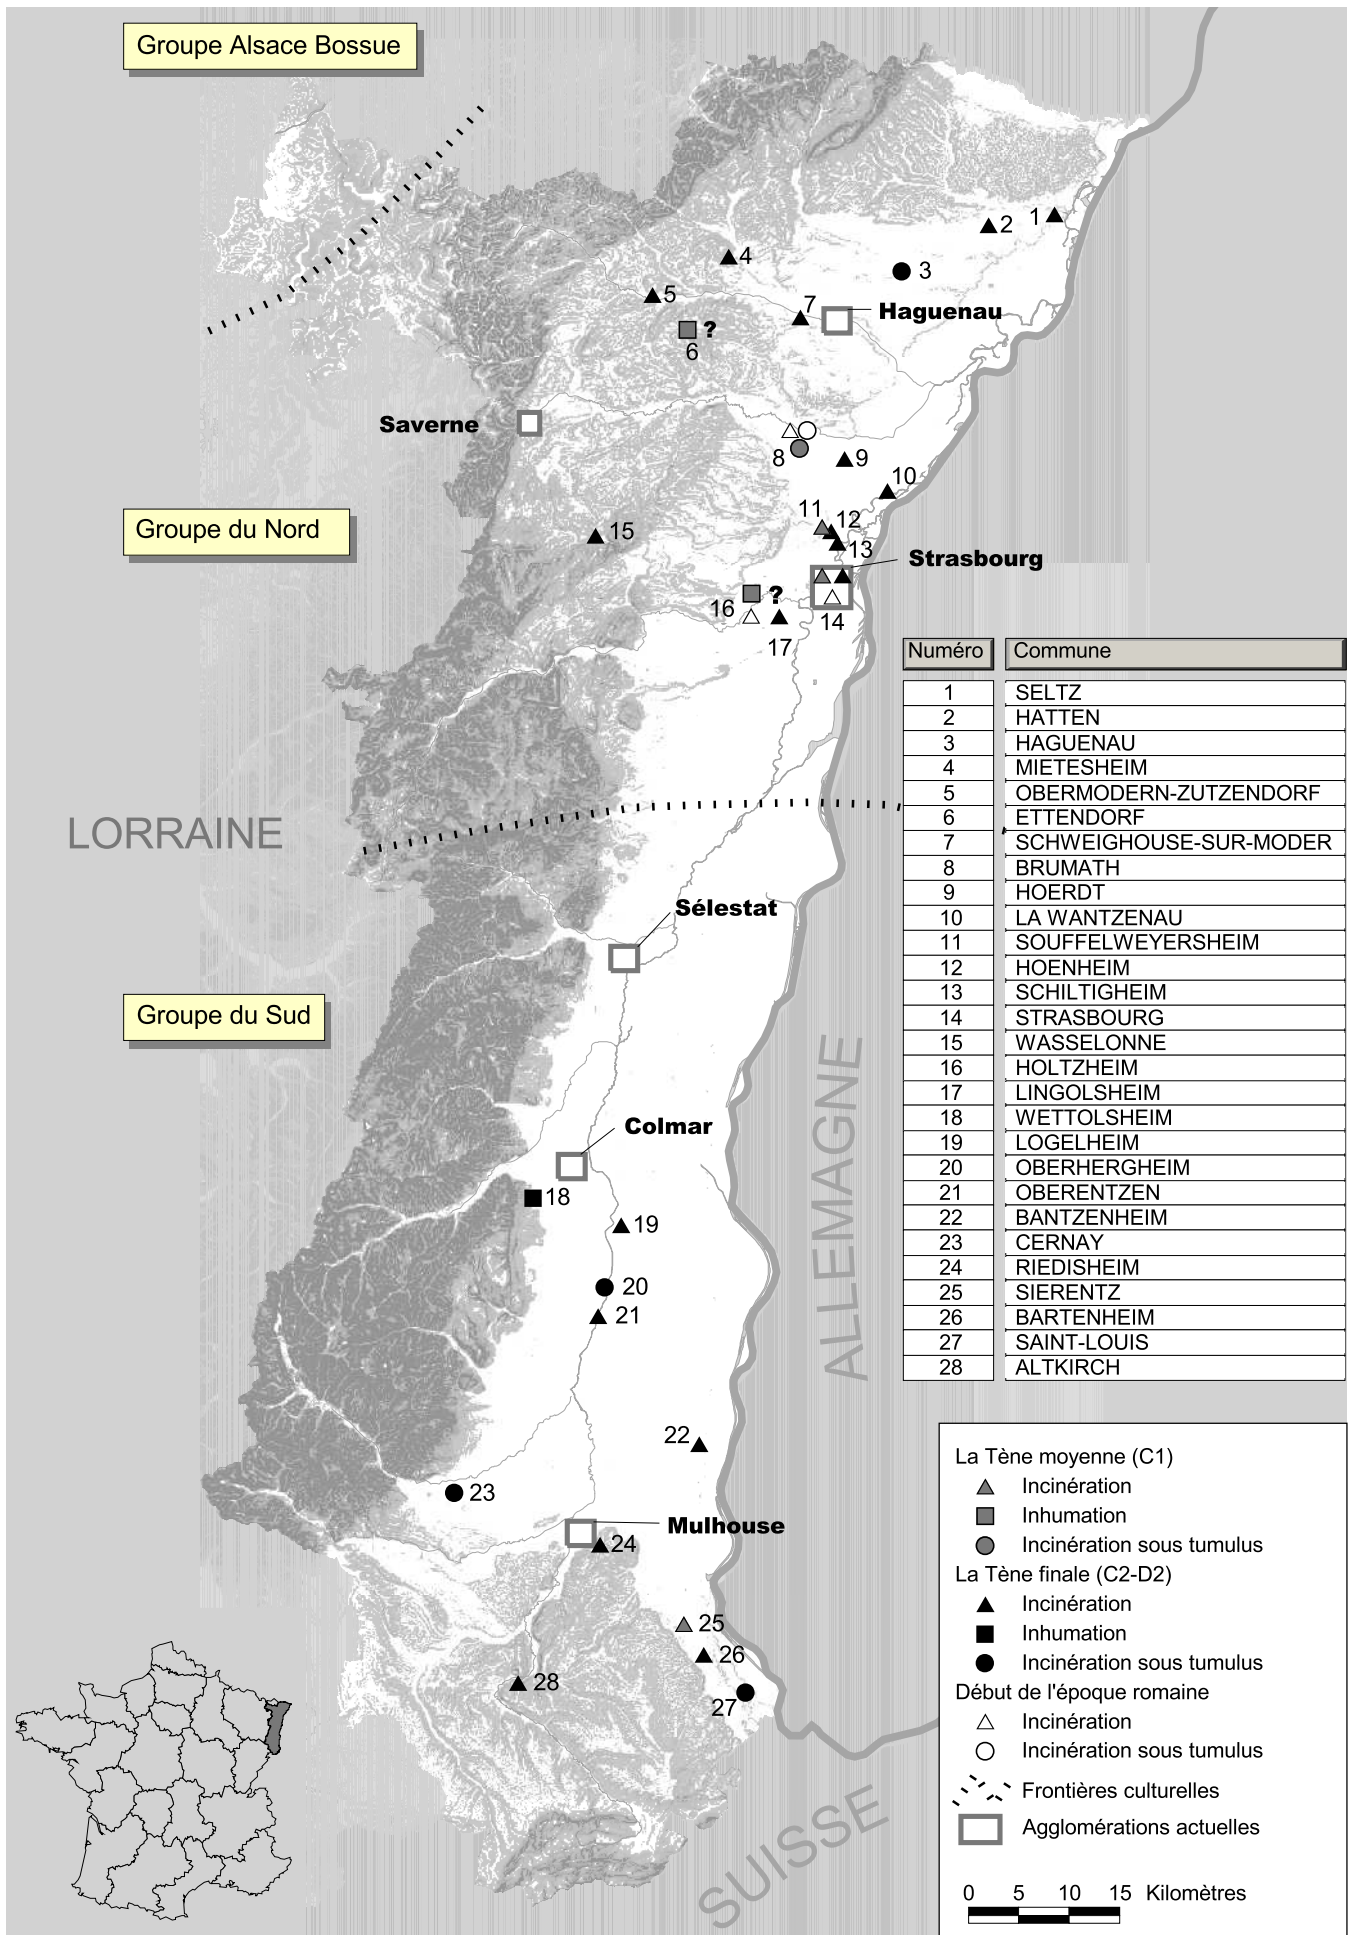 Groupe Alsace Bossue
1
2
3
4
5
7
Haguenau
6
?
Saverne
8
9
10
11
12
13
Groupe du Nord
15
Strasbourg
16
?
14
17
LORRAINE
Sélestat
Groupe du Sud
ALLEMAGNE
Colmar
18
19
20
21
22
23
Mulhouse
24
25
26
27
28
SUISSE
Numéro Commune
1 SELTZ
2 HATTEN
3 HAGUENAU
4 MIETESHEIM
5 OBERMODERN-ZUTZENDORF
6 ETTENDORF
7 SCHWEIGHOUSE-SUR-MODER
8 BRUMATH
9 HOERDT
10 LA WANTZENAU
11 SOUFFELWEYERSHEIM
12 HOENHEIM
13 SCHILTIGHEIM
14 STRASBOURG
15 WASSELONNE
16 HOLTZHEIM
17 LINGOLSHEIM
18 WETTOLSHEIM
19 LOGELHEIM
20 OBERHERGHEIM
21 OBERENTZEN
22 BANTZENHEIM
23 CERNAY
24 RIEDISHEIM
25 SIERENTZ
26 BARTENHEIM
27 SAINT-LOUIS
28 ALTKIRCH
La Tène moyenne (C1)
Incinération
Inhumation
Incinération sous tumulus
La Tène finale (C2-D2)
Incinération
Inhumation
Incinération sous tumulus
Début de l'époque romaine
Incinération
Incinération sous tumulus
Frontières culturelles
Agglomérations actuelles
0 5 10 15 Kilomètres